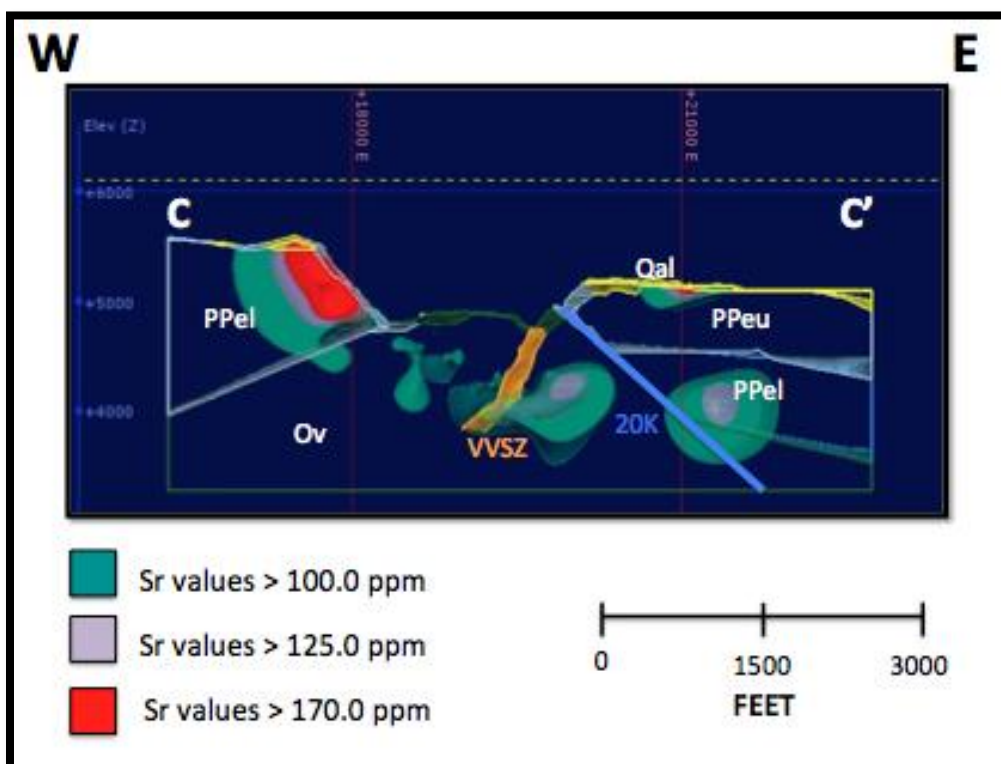 W
E
Elev (Z)
+18000 E
+21000 E
+6000
C
C'
Qal
+5000
PPel
PPeu
PPel
+4000
Ov
20K
VVSZ
Sr values > 100.0 ppm
Sr values > 125.0 ppm
Sr values > 170.0 ppm
0
1500
3000
FEET